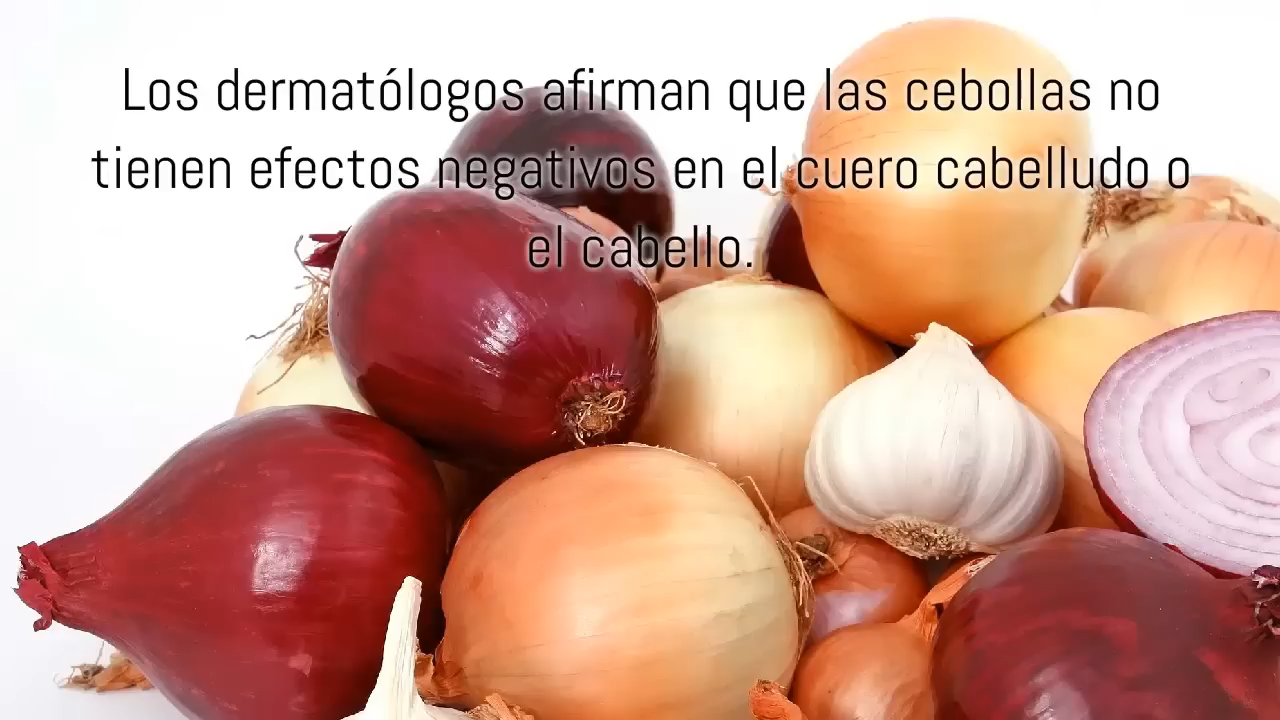 Los dermatólogos afirman que las cebollas no
tienen efectos negativos en el cuero cabelludo o
el cabello.